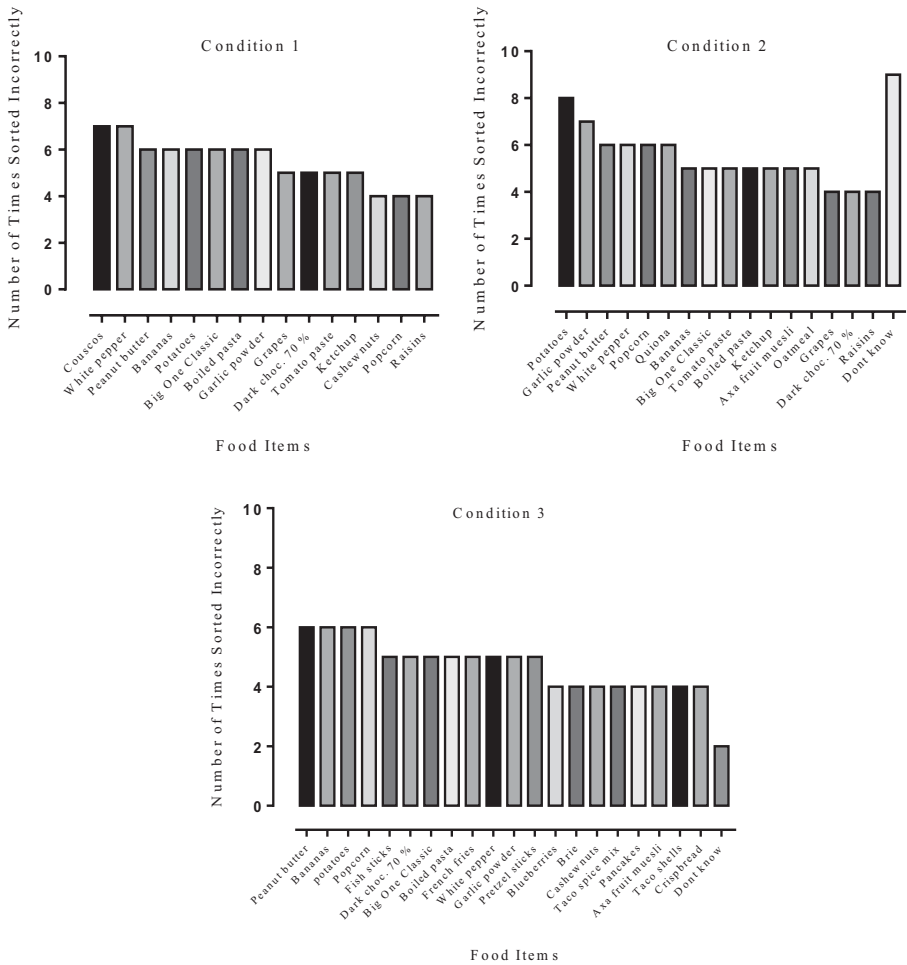 Condition 1
Number of Times Sorted Incorrectly
10
8
6
4
2
0
Couscos
White pepper
Peanut butter
Bananas
Potatoes
Big One Classic
Boiled pasta
Garlic powder
Grapes
Dark choc. 70 %
Tomato paste
Ketchup
Cashewnuts
Popcorn
Raisins
Food Items
Condition 2
Number of Times Sorted Incorrectly
10
8
6
4
2
0
Potatoes
Garlic powder
Peanut butter
White pepper
Popcorn
Quiona
Bananas
Big One Classic
Tomato paste
Boiled pasta
Ketchup
Axa fruit muesli
Oatmeal
Grapes
Dark choc. 70 %
Raisins
Dont know
Food Items
Condition 3
Number of Times Sorted Incorrectly
10
8
6
4
2
0
Peanut butter
Bananas
potatoes
Popcorn
Fish sticks
Dark choc. 70 %
Big One Classic
Boiled pasta
French fries
White pepper
Garlic powder
Pretzel sticks
Blueberries
Brie
Cashewnuts
Taco spice mix
Pancakes
Axa fruit muesli
Taco shells
Crispbread
Dont know
Food Items